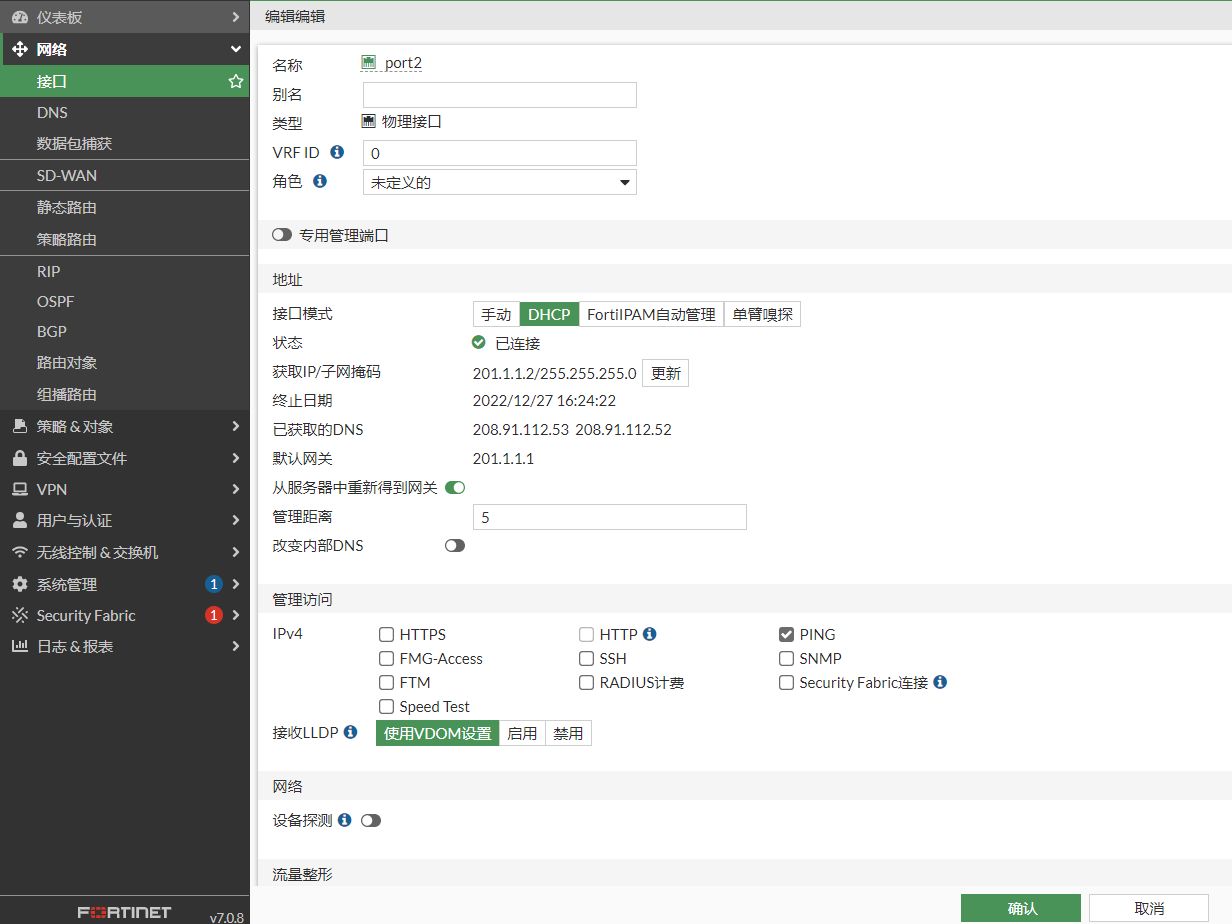 仪表板
网络
接口
DNS
数据包捕获
SD-WAN
静态路由
策略路由
RIP
OSPF
BGP
路由对象
组播路由
策略 & 对象
安全配置文件
VPN
用户与认证
无线控制 & 交换机
系统管理 1
Security Fabric 1
日志 & 报表
FORTINET v7.0.8
编辑编辑
名称 port2
别名
类型 物理接口
VRF ID 0
角色 未定义的
专用管理端口
地址
接口模式 手动 DHCP FortiIPAM自动管理 单臂嗅探
状态 已连接
获取IP/子网掩码 201.1.1.2/255.255.255.0 更新
终止日期 2022/12/27 16:24:22
已获取的DNS 208.91.112.53 208.91.112.52
默认网关 201.1.1.1
从服务器中重新得到网关
管理距离 5
改变内部DNS
管理访问
IPv4 HTTPS HTTP PING
FMG-Access SSH SNMP
FTM RADIUS计费 Security Fabric连接
Speed Test
接收LLDP 使用VDOM设置 启用 禁用
网络
设备探测
流量整形
确认 取消